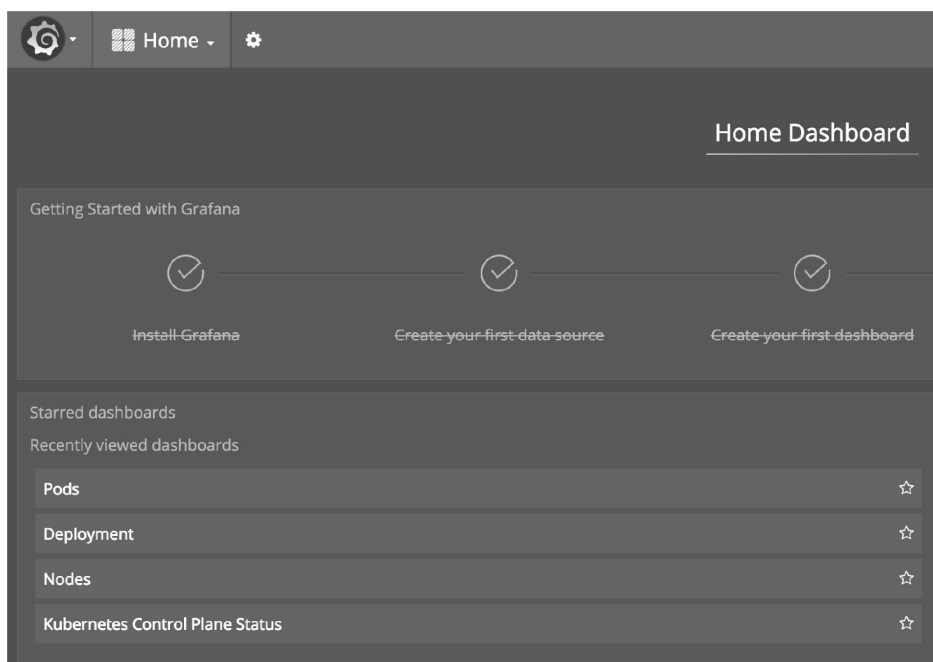 Home
Home Dashboard
Getting Started with Grafana
Install Grafana
Create your first data source
Create your first dashboard
Starred dashboards
Recently viewed dashboards
Pods
Deployment
Nodes
Kubernetes Control Plane Status